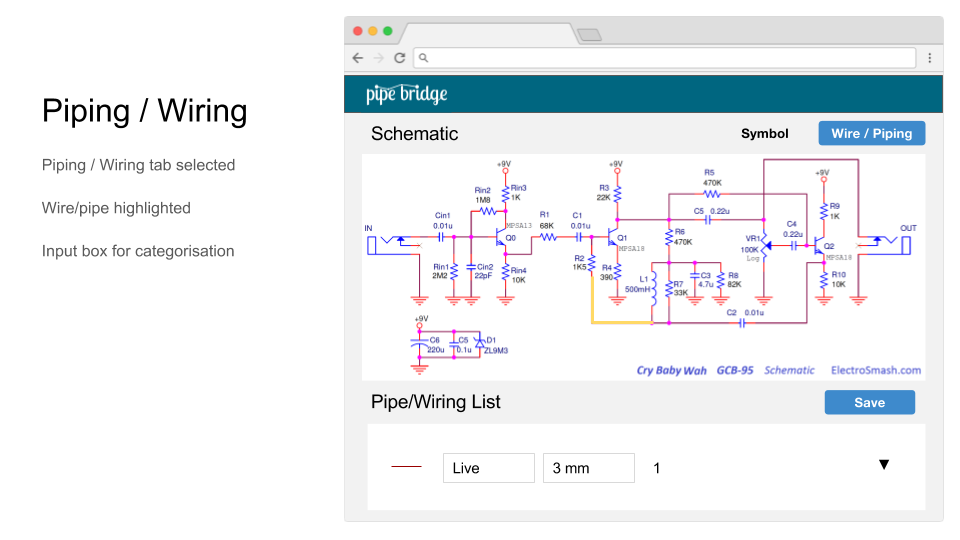 Piping / Wiring
Piping / Wiring tab selected
Wire/pipe highlighted
Input box for categorisation
pipe bridge
Schematic
Symbol
Wire / Piping
+9V
+9V
+9V
Rin2
1M8
Rin3
1K
R3
22K
R5
470K
R9
1K
IN
Cin1
0.01u
MPSA13
Q0
R1
68K
C1
0.01u
Q1
MPSA18
C5 0.22u
R6
470K
VR1
100K
Log
C4
0.22u
Q2
MPSA18
OUT
Rin1
2M2
Cin2
22pF
Rin4
10K
R2
1K5
R4
390
L1
500mH
R7
33K
C3
4.7u
R8
82K
R10
10K
C2 0.01u
+9V
C6
220u
C5
0.1u
D1
ZL9M3
Cry Baby Wah GCB-95 Schematic ElectroSmash.com
Pipe/Wiring List
Save
Live
3 mm
1